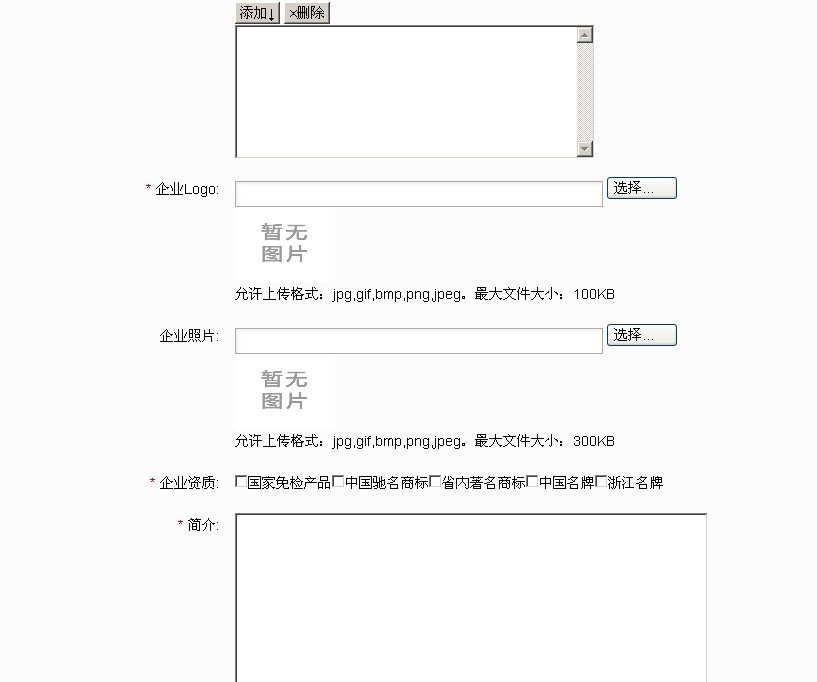 添加↓ ×删除
* 企业Logo: 选择...
暂无
图片
允许上传格式：jpg,gif,bmp,png,jpeg。最大文件大小：100KB
企业照片: 选择...
暂无
图片
允许上传格式：jpg,gif,bmp,png,jpeg。最大文件大小：300KB
* 企业资质: 国家免检产品 中国驰名商标 省内著名商标 中国名牌 浙江名牌
* 简介: